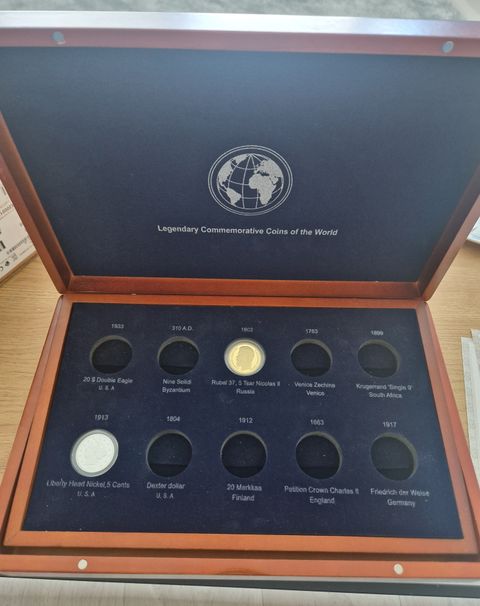 Legendary Commemorative Coins of the World
1933
20 $ Double Eagle
U. S. A
310 A.D.
Nine Solidi
Byzantium
1902
Rubel 37, 5 Tsar Nicolas II
Russia
1763
Venice Zechina
Venice
1899
Krugerrand 'Single 9'
South Africa
1913
Liberty Head Nickel, 5 Cents
U. S. A
1804
Dexter dollar
U. S. A
1912
20 Markkaa
Finland
1663
Petition Crown Charles II
England
1917
Friedrich der Weise
Germany